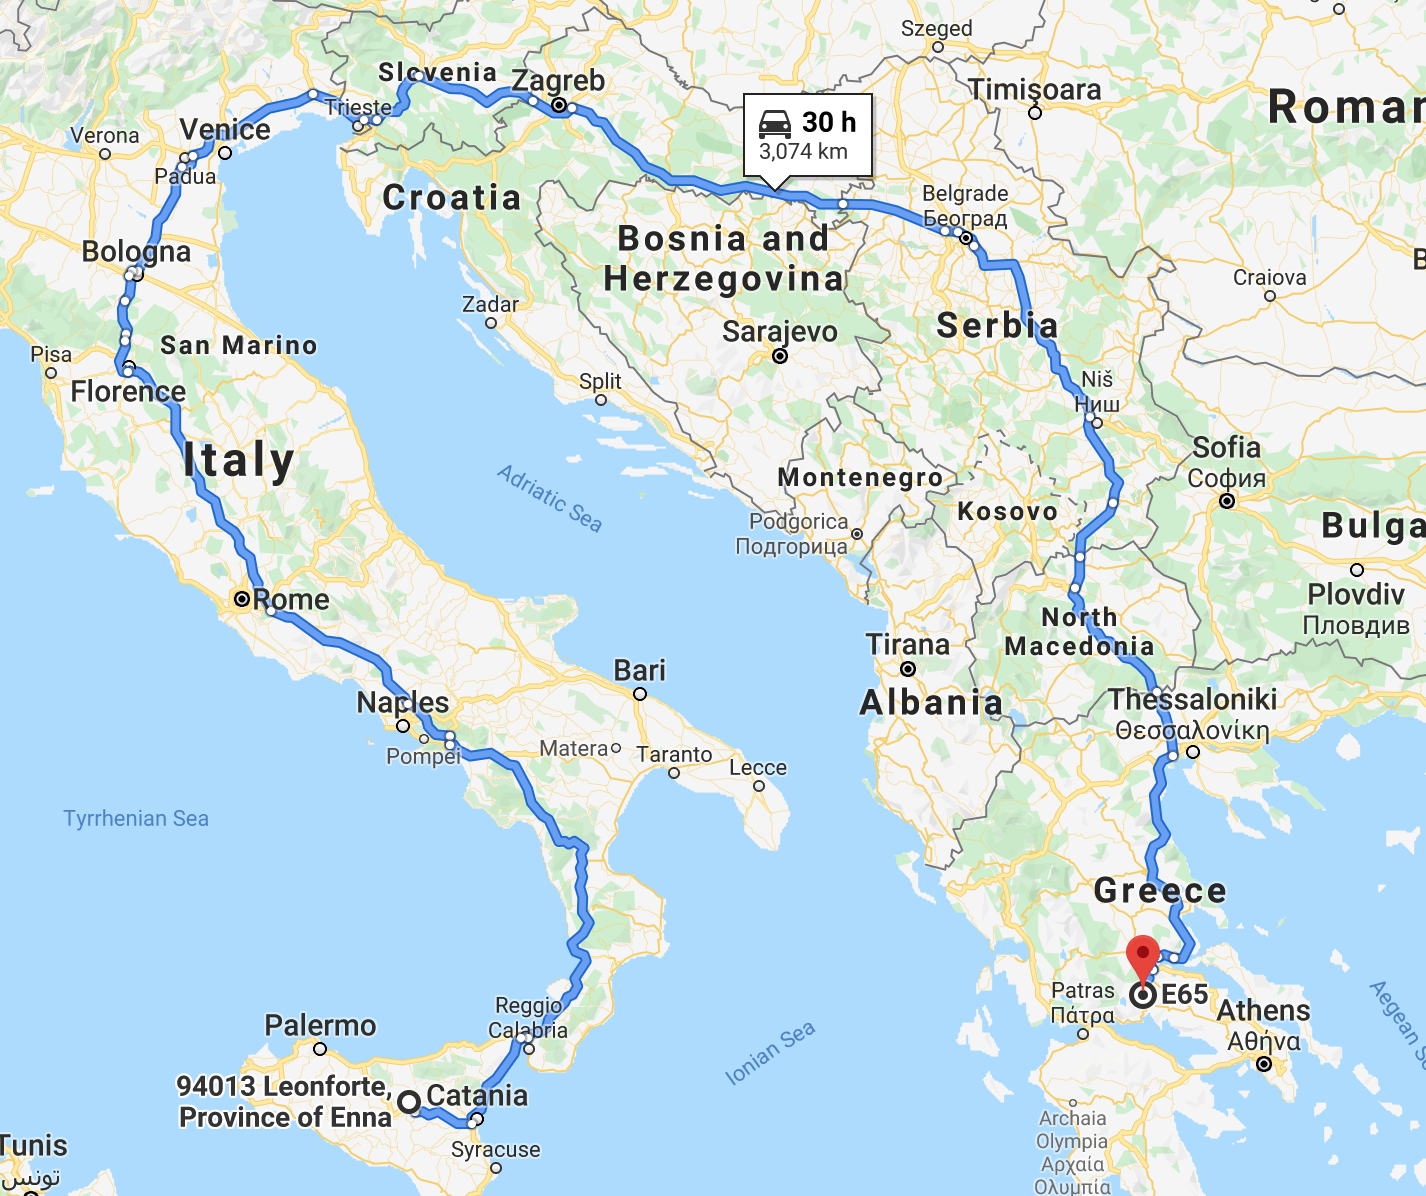 Szeged
Slovenia
Zagreb
Timișoara
Roman
Trieste
30 h
3,074 km
Verona
Venice
Padua
Croatia
Belgrade
Београд
Bologna
Bosnia and
Herzegovina
Craiova
B
Zadar
Sarajevo
Serbia
San Marino
Pisa
Florence
Split
Niš
Ниш
Italy
Sofia
София
Adriatic Sea
Montenegro
Kosovo
Podgorica
Подгорица
Bulga
Plovdiv
Пловдив
Rome
North
Macedonia
Tirana
Bari
Albania
Naples
Thessaloniki
Θεσσαλονίκη
Pompei
Matera
Taranto
Lecce
Tyrrhenian Sea
Greece
Patras
Πάτρα
E65
Athens
Αθήνα
Aegean S
Reggio
Calabria
Palermo
Ionian Sea
94013 Leonforte,
Province of Enna
Catania
Syracuse
Archaia
Olympia
Αρχαία
Ολυμπία
Tunis
تونس